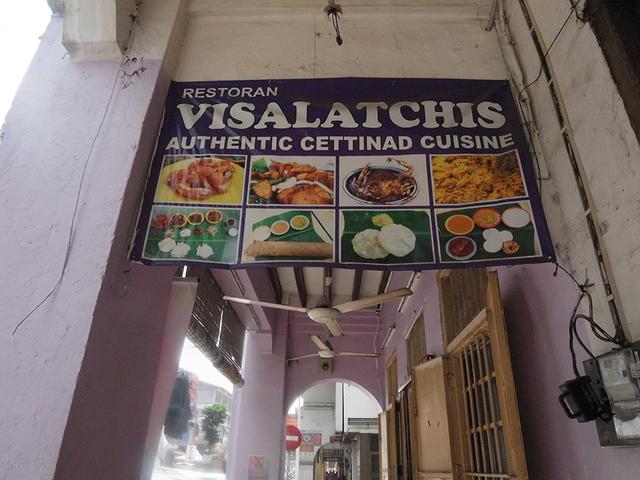 RESTORAN
VISALATCHIS
AUTHENTIC CETTINAD CUISINE